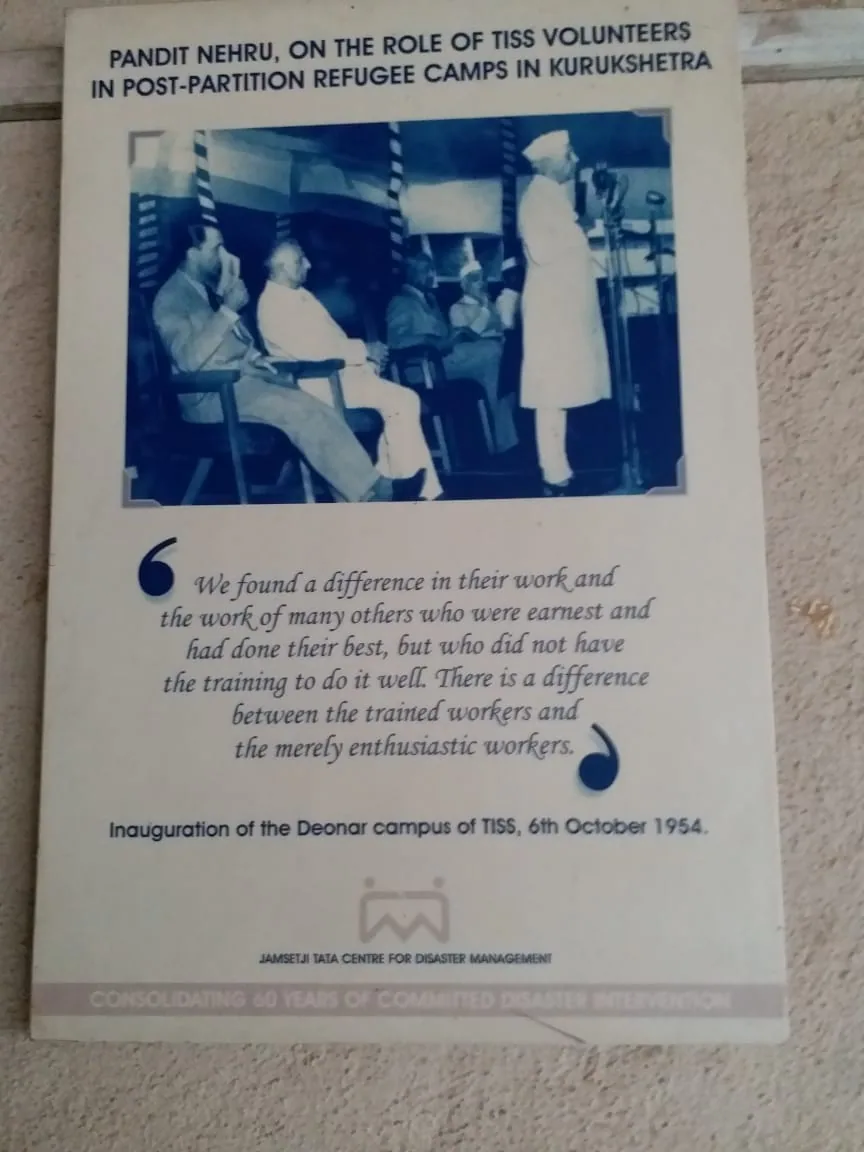 PANDIT NEHRU, ON THE ROLE OF TISS VOLUNTEERS
IN POST-PARTITION REFUGEE CAMPS IN KURUKSHETRA
‘ We found a difference in their work and
the work of many others who were earnest and
had done their best, but who did not have
the training to do it well. There is a difference
between the trained workers and
the merely enthusiastic workers. ’
Inauguration of the Deonar campus of TISS, 6th October 1954.
JAMSETJI TATA CENTRE FOR DISASTER MANAGEMENT
CONSOLIDATING 60 YEARS OF COMMITTED DISASTER INTERVENTION